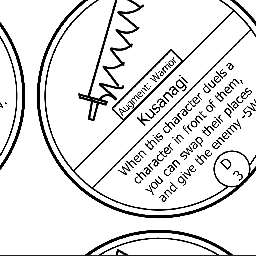 Augment: Warrior
Kusanagi
When this character duels a
character in front of them,
you can swap their places
and give the enemy -5W
D
3